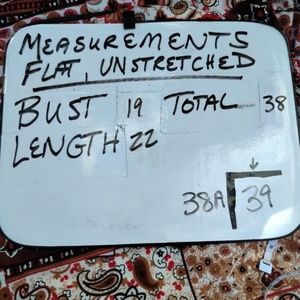 MEASUREMENTS
FLAT, UNSTRETCHED
BUST 19 TOTAL 38
LENGTH 22
38A 39